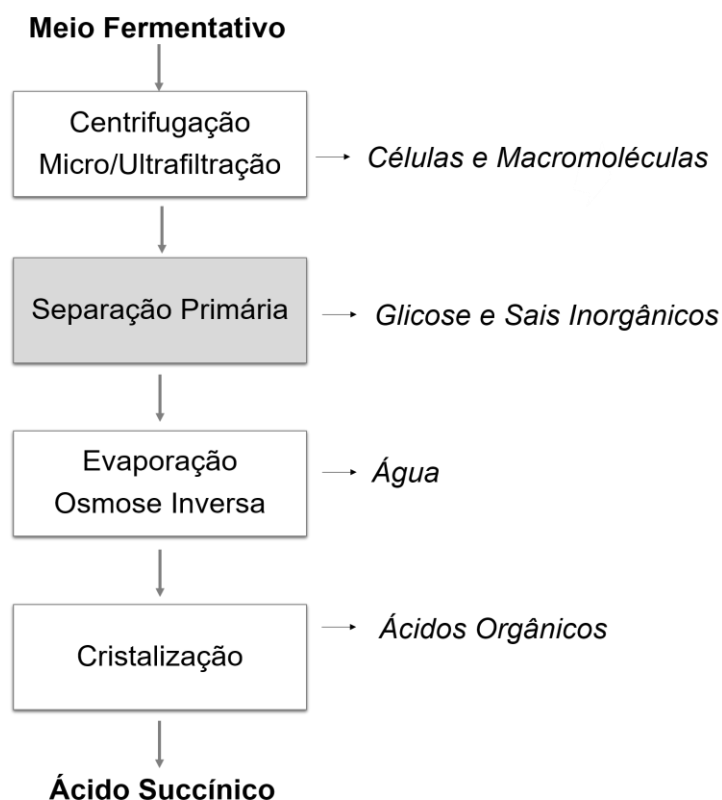 Meio Fermentativo
Centrifugação
Micro/Ultrafiltração
Células e Macromoléculas
Separação Primária
Glicose e Sais Inorgânicos
Evaporação
Osmose Inversa
Água
Cristalização
Ácidos Orgânicos
Ácido Succínico